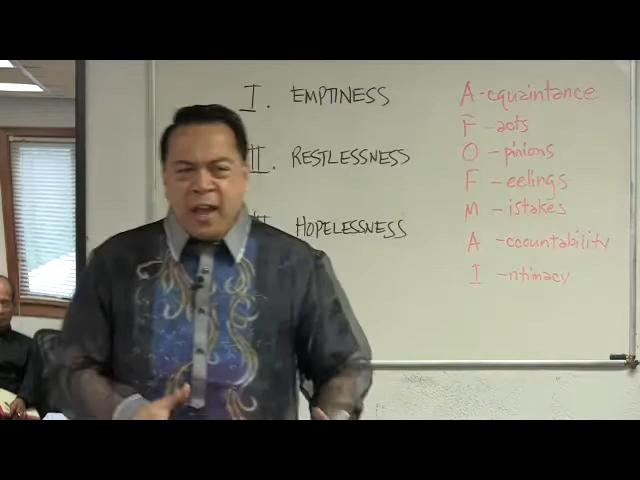 I. EMPTINESS
II. RESTLESSNESS
HOPELESSNESS
A-cquaintance
F-acts
O-pinions
F-eelings
M-istakes
A-ccountability
I-ntimacy